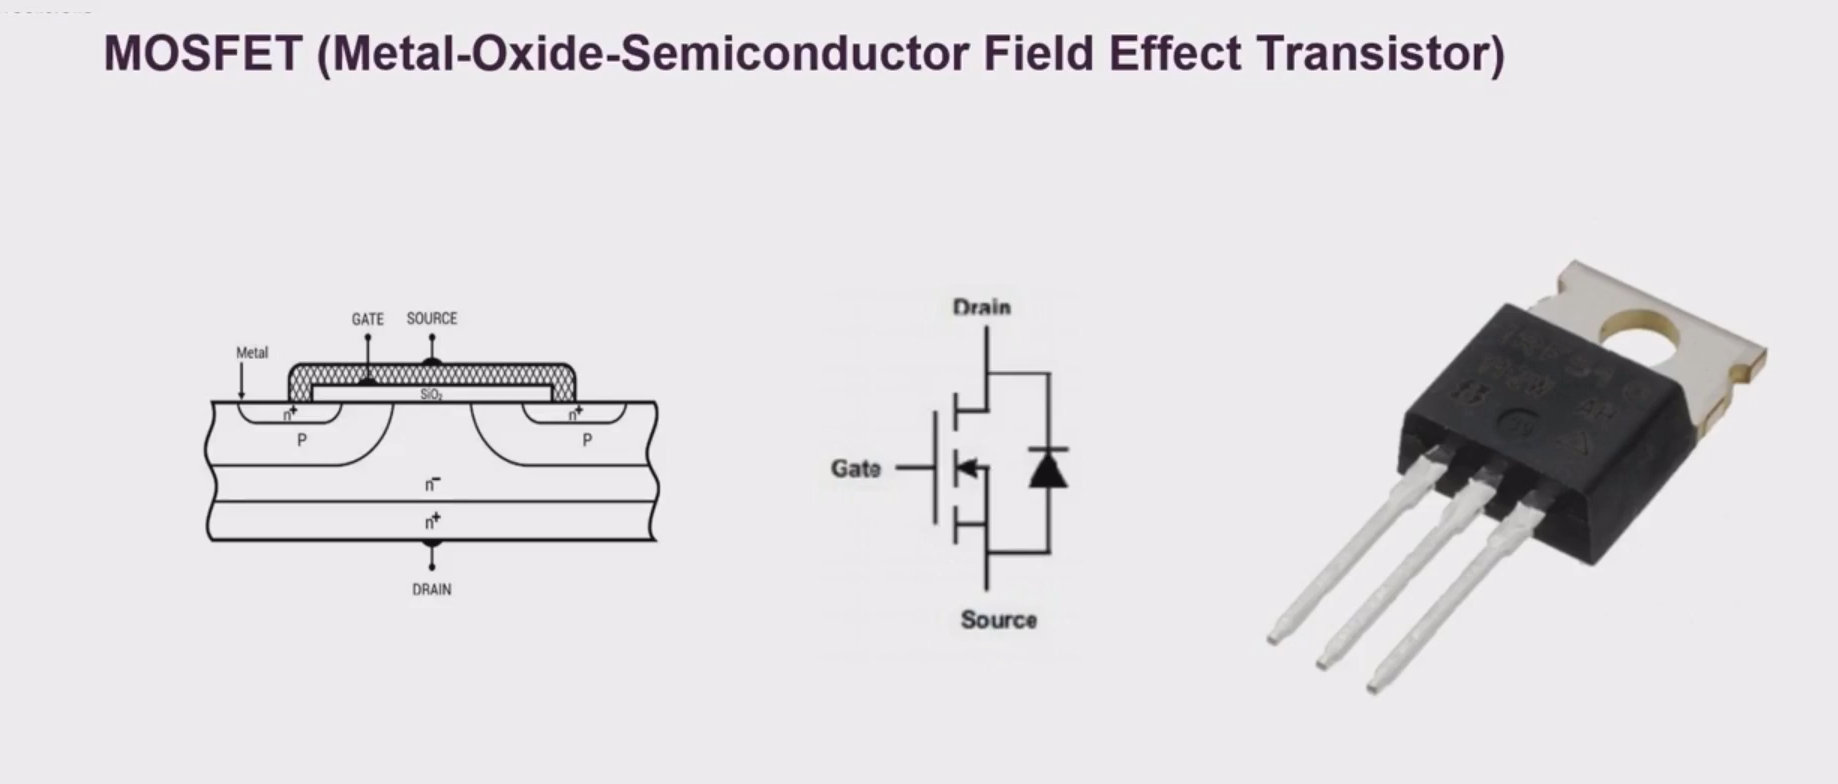 MOSFET (Metal-Oxide-Semiconductor Field Effect Transistor)
GATE SOURCE
Metal
SiO₂
n⁺ n⁺
P P
n⁻
n⁺
DRAIN
Drain
Gate
Source